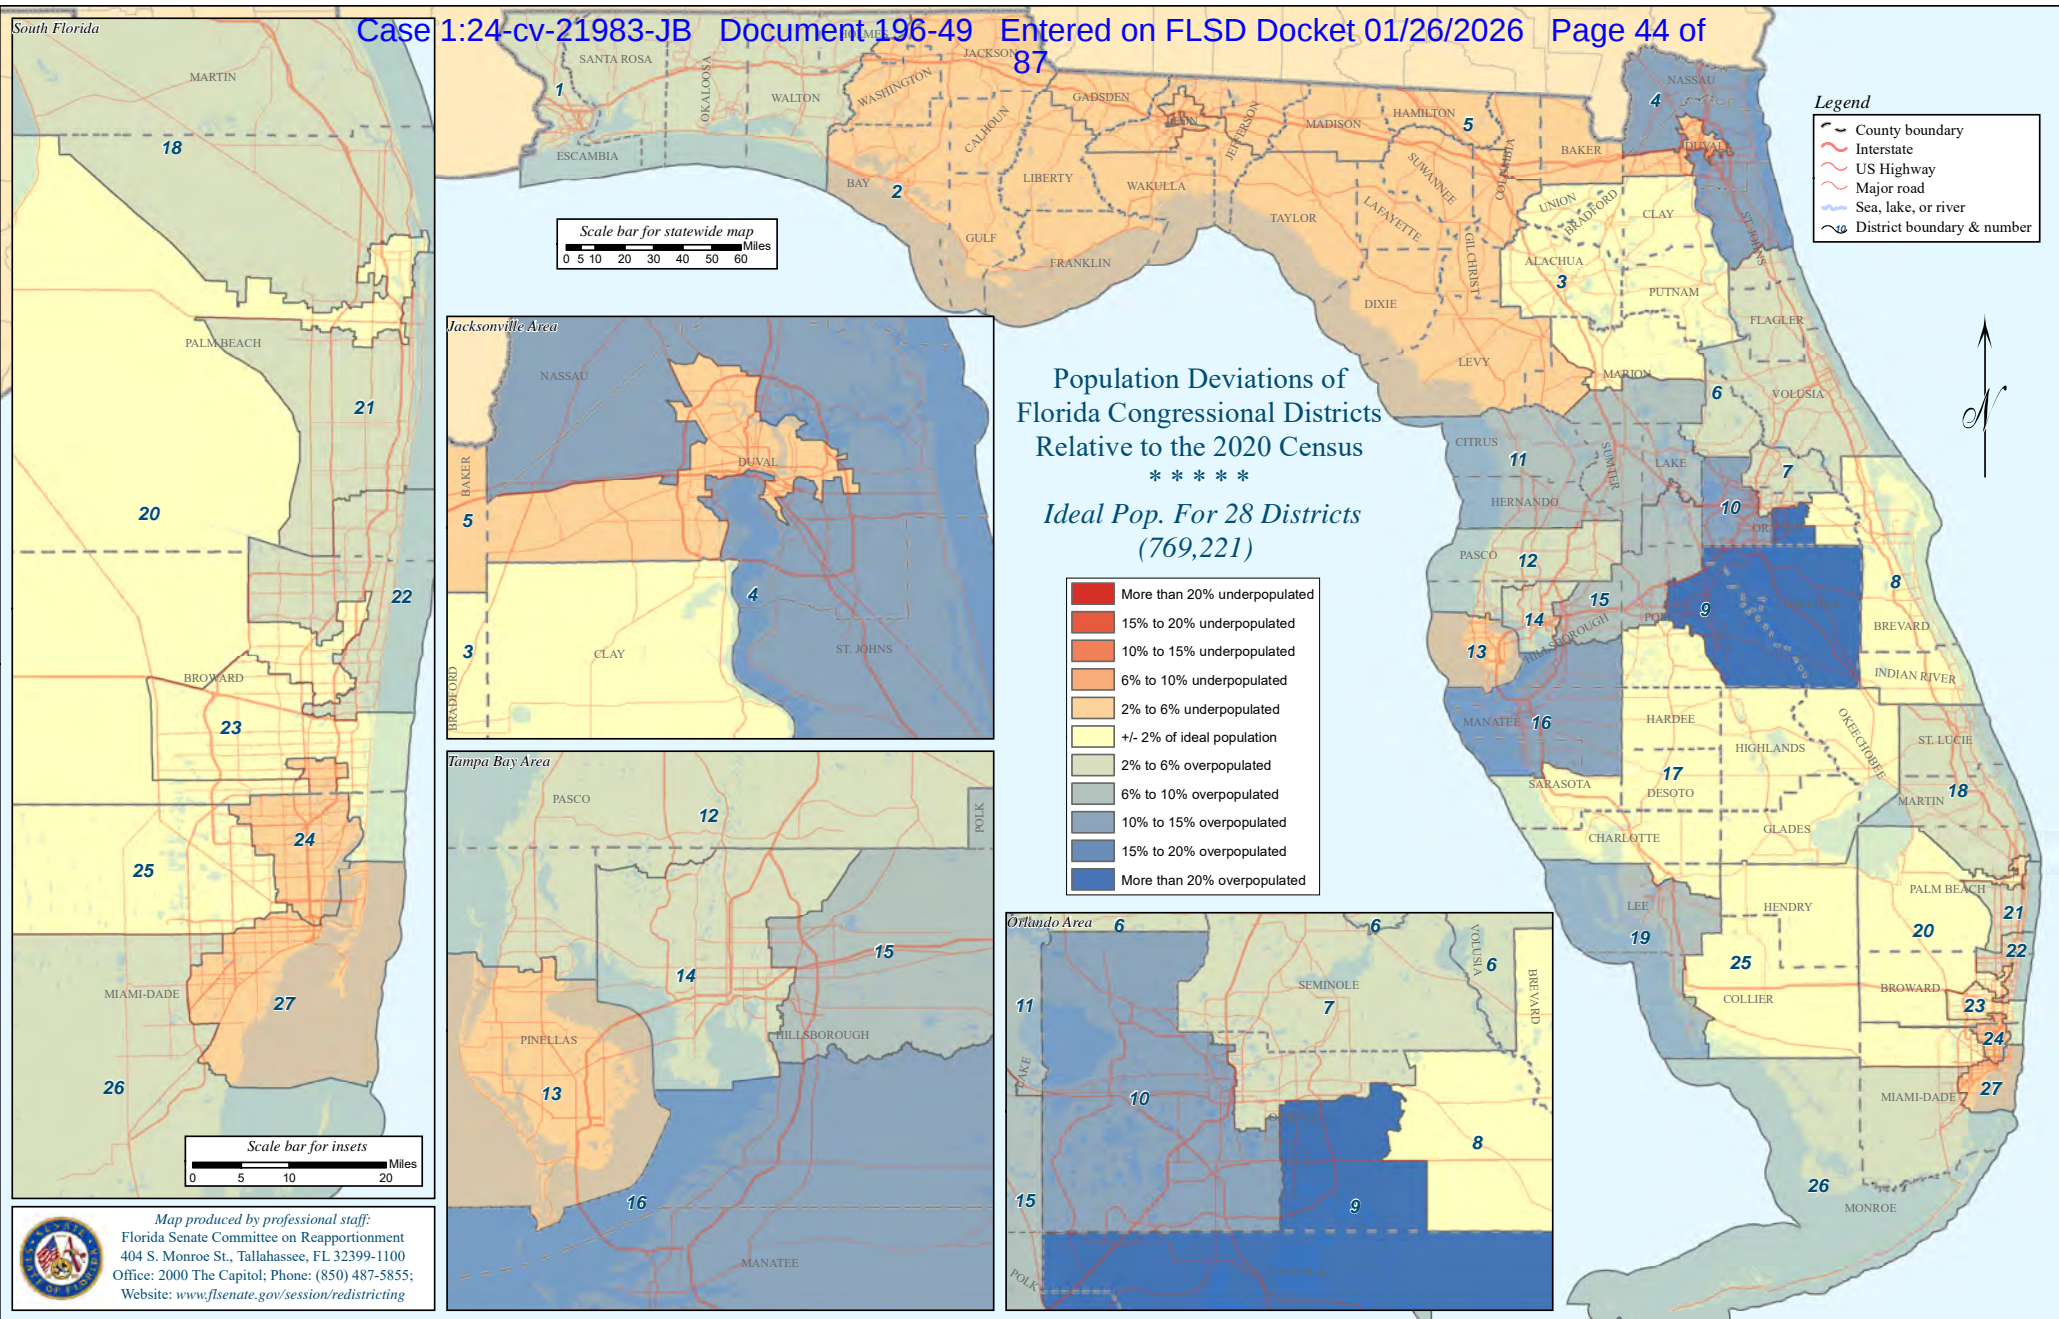 Case 1:24-cv-21983-JB Document 196-49 Entered on FLSD Docket 01/26/2026 Page 44 of
87
South Florida
MARTIN
18
PALM BEACH
21
20
22
BROWARD
23
24
25
MIAMI-DADE
27
26
Scale bar for insets
Miles
0 5 10 20
Map produced by professional staff:
Florida Senate Committee on Reapportionment
404 S. Monroe St., Tallahassee, FL 32399-1100
Office: 2000 The Capitol; Phone: (850) 487-5855;
Website: www.flsenate.gov/session/redistricting
HOLMES
JACKSON
SANTA ROSA
1
OKALOOSA
WALTON
WASHINGTON
ESCAMBIA
BAY
2
CALHOUN
GADSDEN
LEON
JEFFERSON
MADISON
HAMILTON
5
COLUMBIA
BAKER
LIBERTY
WAKULLA
GULF
FRANKLIN
TAYLOR
SUWANNEE
LAFAYETTE
GILCHRIST
DIXIE
LEVY
NASSAU
4
DUVAL
ST. JOHNS
UNION
BRADFORD
CLAY
ALACHUA
3
PUTNAM
FLAGLER
MARION
6
VOLUSIA
CITRUS
11
SUMTER
LAKE
7
HERNANDO
10
PASCO
12
15
14
HILLSBOROUGH
13
9
8
BREVARD
INDIAN RIVER
MANATEE
16
HARDEE
HIGHLANDS
OKEECHOBEE
ST. LUCIE
SARASOTA
17
DESOTO
18
MARTIN
CHARLOTTE
GLADES
PALM BEACH
LEE
HENDRY
21
19
20
22
25
COLLIER
BROWARD
23
24
MIAMI-DADE
27
26
MONROE
Scale bar for statewide map
Miles
0 5 10 20 30 40 50 60
Legend
County boundary
Interstate
US Highway
Major road
Sea, lake, or river
10 District boundary & number
N
Jacksonville Area
NASSAU
BAKER
DUVAL
5
4
3
CLAY
ST. JOHNS
BRADFORD
Population Deviations of
Florida Congressional Districts
Relative to the 2020 Census
* * * * *
Ideal Pop. For 28 Districts
(769,221)
More than 20% underpopulated
15% to 20% underpopulated
10% to 15% underpopulated
6% to 10% underpopulated
2% to 6% underpopulated
+/- 2% of ideal population
2% to 6% overpopulated
6% to 10% overpopulated
10% to 15% overpopulated
15% to 20% overpopulated
More than 20% overpopulated
Tampa Bay Area
PASCO
12
POLK
15
14
HILLSBOROUGH
PINELLAS
13
16
MANATEE
Orlando Area
6
6
VOLUSIA
6
BREVARD
SEMINOLE
7
11
LAKE
10
8
15
9
POLK